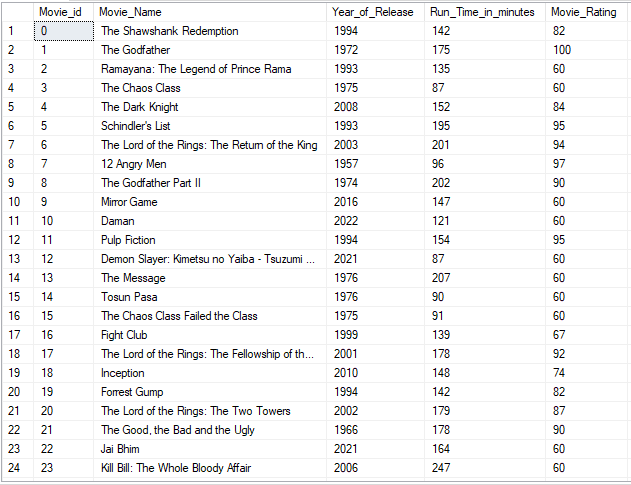 Movie_id Movie_Name Year_of_Release Run_Time_in_minutes Movie_Rating
1 0 The Shawshank Redemption 1994 142 82
2 1 The Godfather 1972 175 100
3 2 Ramayana: The Legend of Prince Rama 1993 135 60
4 3 The Chaos Class 1975 87 60
5 4 The Dark Knight 2008 152 84
6 5 Schindler's List 1993 195 95
7 6 The Lord of the Rings: The Return of the King 2003 201 94
8 7 12 Angry Men 1957 96 97
9 8 The Godfather Part II 1974 202 90
10 9 Mirror Game 2016 147 60
11 10 Daman 2022 121 60
12 11 Pulp Fiction 1994 154 95
13 12 Demon Slayer: Kimetsu no Yaiba - Tsuzumi ... 2021 87 60
14 13 The Message 1976 207 60
15 14 Tosun Pasa 1976 90 60
16 15 The Chaos Class Failed the Class 1975 91 60
17 16 Fight Club 1999 139 67
18 17 The Lord of the Rings: The Fellowship of th... 2001 178 92
19 18 Inception 2010 148 74
20 19 Forrest Gump 1994 142 82
21 20 The Lord of the Rings: The Two Towers 2002 179 87
22 21 The Good, the Bad and the Ugly 1966 178 90
23 22 Jai Bhim 2021 164 60
24 23 Kill Bill: The Whole Bloody Affair 2006 247 60